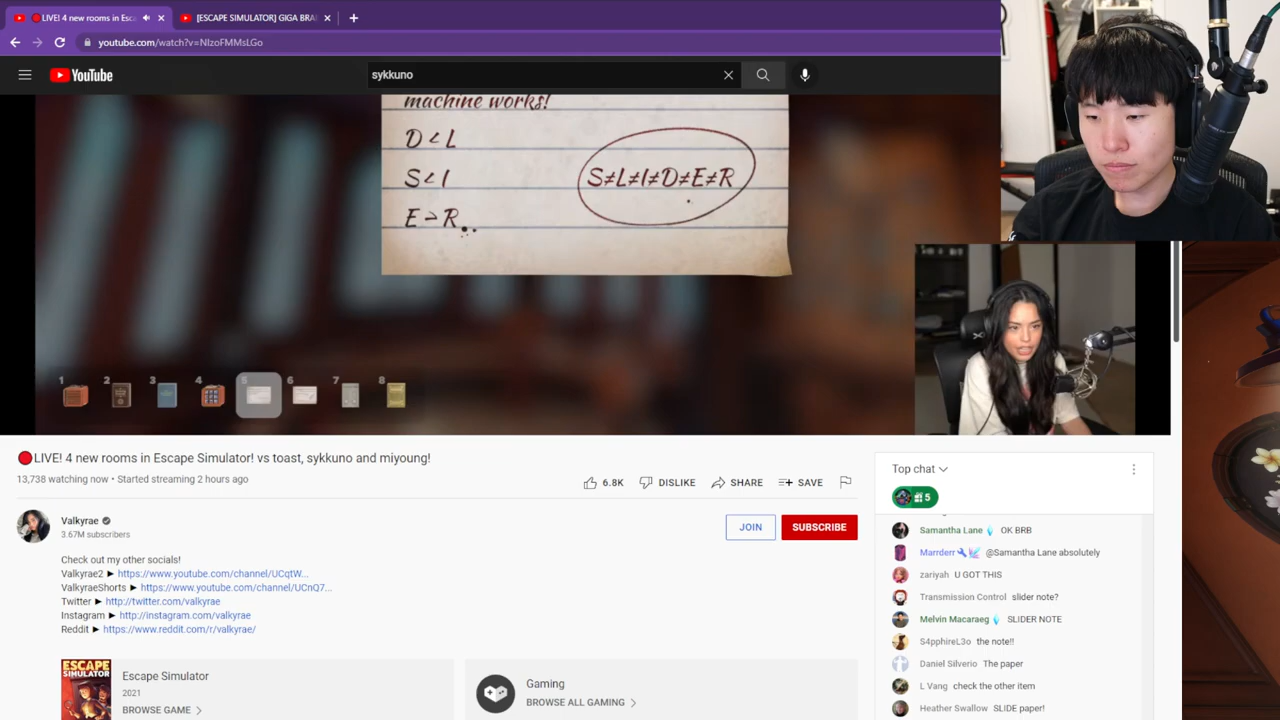 LIVE! 4 new rooms in Esca
[ESCAPE SIMULATOR] GIGA BRA
youtube.com/watch?v=NIzoFMMsLGo
YouTube
sykkuno
machine works!
D < L
S < I
E > R
S≠L≠I≠D≠E≠R
1 2 3 4 5 6 7 8
LIVE! 4 new rooms in Escape Simulator! vs toast, sykkuno and miyoung!
13,738 watching now • Started streaming 2 hours ago
6.8K DISLIKE SHARE SAVE
Valkyrae
3.67M subscribers
JOIN SUBSCRIBE
Check out my other socials!
Valkyrae2 ► https://www.youtube.com/channel/UCqtW...
ValkyraeShorts ► https://www.youtube.com/channel/UCnQ7...
Twitter ► http://twitter.com/valkyrae
Instagram ► http://instagram.com/valkyrae
Reddit ► https://www.reddit.com/r/valkyrae/
ESCAPE
SIMULATOR
Escape Simulator
2021
BROWSE GAME
Gaming
BROWSE ALL GAMING
Top chat
5
Samantha Lane OK BRB
Marrderr @Samantha Lane absolutely
zariyah U GOT THIS
Transmission Control slider note?
Melvin Macaraeg SLIDER NOTE
S4pphireL3o the note!!
Daniel Silverio The paper
L Vang check the other item
Heather Swallow SLIDE paper!